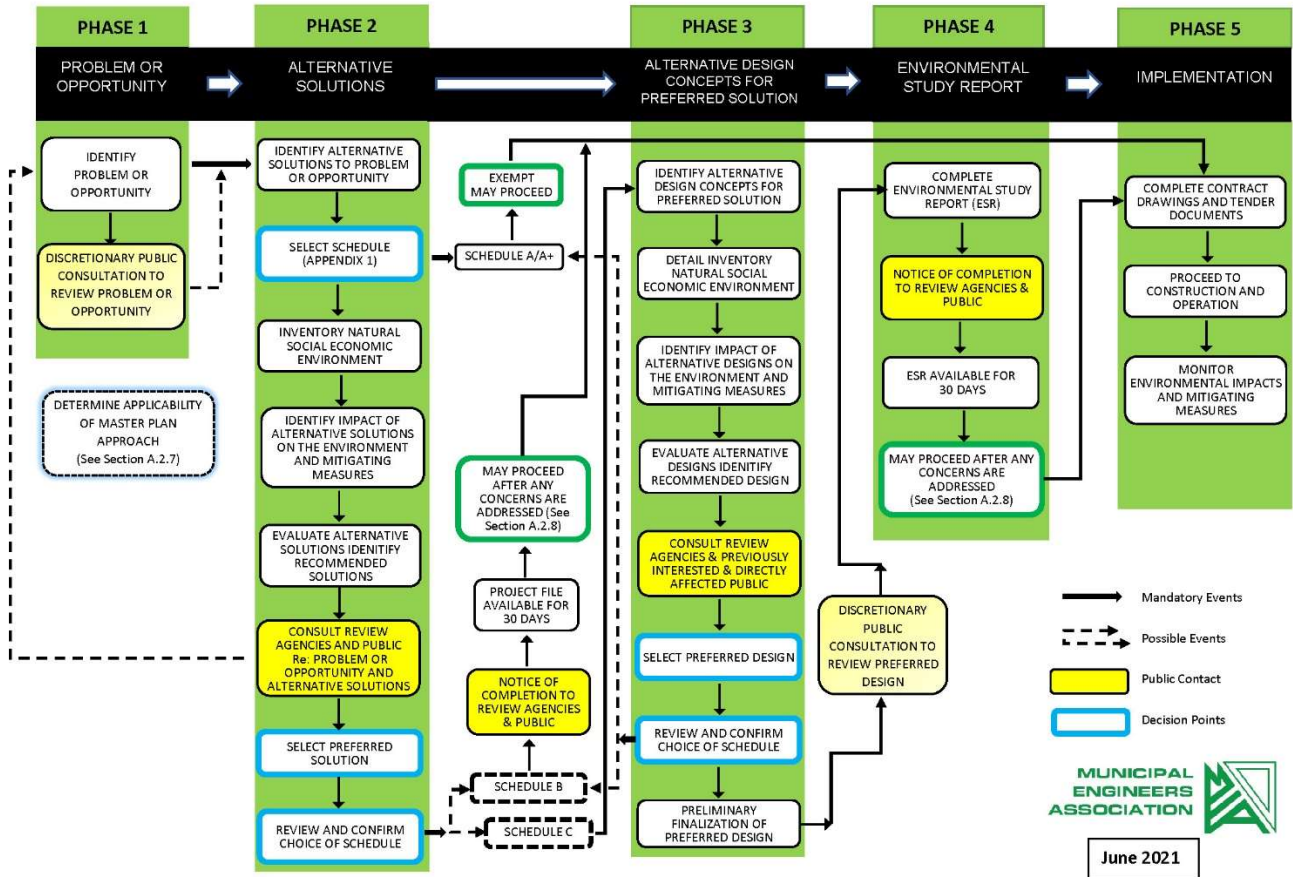 PHASE 1
PROBLEM OR
OPPORTUNITY
IDENTIFY
PROBLEM OR
OPPORTUNITY
DISCRETIONARY PUBLIC
CONSULTATION TO
REVIEW PROBLEM OR
OPPORTUNITY
DETERMINE APPLICABILITY
OF MASTER PLAN
APPROACH
(See Section A.2.7)
PHASE 2
ALTERNATIVE
SOLUTIONS
IDENTIFY ALTERNATIVE
SOLUTIONS TO PROBLEM
OR OPPORTUNITY
SELECT SCHEDULE
(APPENDIX 1)
INVENTORY NATURAL
SOCIAL ECONOMIC
ENVIRONMENT
IDENTIFY IMPACT OF
ALTERNATIVE SOLUTIONS
ON THE ENVIRONMENT
AND MITIGATING
MEASURES
EVALUATE ALTERNATIVE
SOLUTIONS IDENTIFY
RECOMMENDED
SOLUTIONS
CONSULT REVIEW
AGENCIES AND PUBLIC
Re: PROBLEM OR
OPPORTUNITY AND
ALTERNATIVE SOLUTIONS
SELECT PREFERRED
SOLUTION
REVIEW AND CONFIRM
CHOICE OF SCHEDULE
EXEMPT
MAY PROCEED
SCHEDULE A/A+
MAY PROCEED
AFTER ANY
CONCERNS ARE
ADDRESSED (See
Section A.2.8)
PROJECT FILE
AVAILABLE FOR
30 DAYS
NOTICE OF
COMPLETION TO
REVIEW AGENCIES
& PUBLIC
SCHEDULE B
SCHEDULE C
PHASE 3
ALTERNATIVE DESIGN
CONCEPTS FOR
PREFERRED SOLUTION
IDENTIFY ALTERNATIVE
DESIGN CONCEPTS FOR
PREFERRED SOLUTION
DETAIL INVENTORY
NATURAL SOCIAL
ECONOMIC ENVIRONMENT
IDENTIFY IMPACT OF
ALTERNATIVE DESIGNS ON
THE ENVIRONMENT AND
MITIGATING MEASURES
EVALUATE ALTERNATIVE
DESIGNS IDENTIFY
RECOMMENDED DESIGN
CONSULT REVIEW
AGENCIES & PREVIOUSLY
INTERESTED & DIRECTLY
AFFECTED PUBLIC
SELECT PREFERRED DESIGN
REVIEW AND CONFIRM
CHOICE OF SCHEDULE
PRELIMINARY
FINALIZATION OF
PREFERRED DESIGN
DISCRETIONARY
PUBLIC
CONSULTATION TO
REVIEW PREFERRED
DESIGN
PHASE 4
ENVIRONMENTAL
STUDY REPORT
COMPLETE
ENVIRONMENTAL STUDY
REPORT (ESR)
NOTICE OF COMPLETION
TO REVIEW AGENCIES &
PUBLIC
ESR AVAILABLE FOR
30 DAYS
MAY PROCEED AFTER ANY
CONCERNS ARE
ADDRESSED
(See Section A.2.8)
PHASE 5
IMPLEMENTATION
COMPLETE CONTRACT
DRAWINGS AND TENDER
DOCUMENTS
PROCEED TO
CONSTRUCTION AND
OPERATION
MONITOR
ENVIRONMENTAL IMPACTS
AND MITIGATING
MEASURES
Mandatory Events
Possible Events
Public Contact
Decision Points
MUNICIPAL
ENGINEERS
ASSOCIATION
June 2021